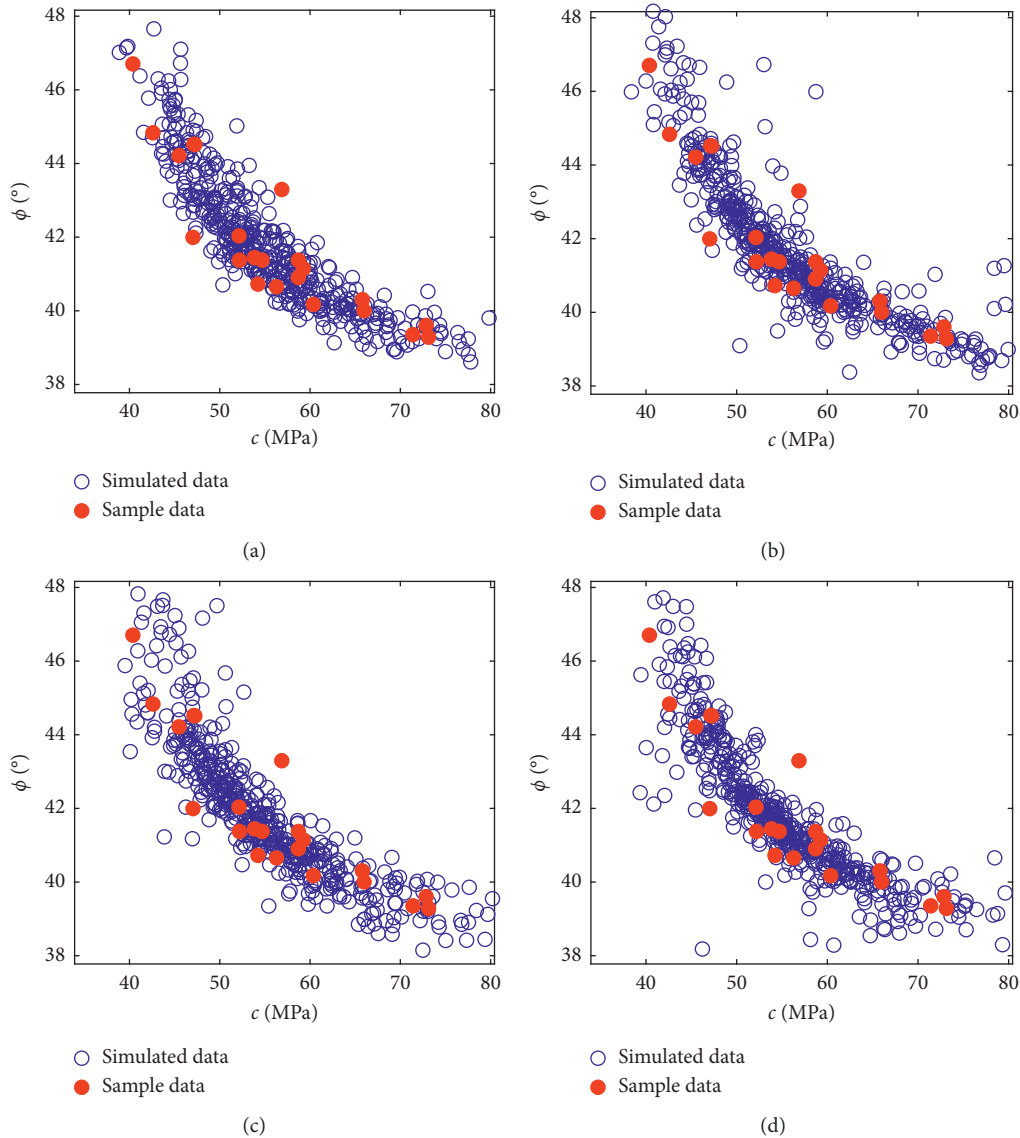 48
46
44
42
40
38
ϕ (°)
40 50 60 70 80
c (MPa)
Simulated data
Sample data
(a)
48
46
44
42
40
38
ϕ (°)
40 50 60 70 80
c (MPa)
Simulated data
Sample data
(b)
48
46
44
42
40
38
ϕ (°)
40 50 60 70 80
c (MPa)
Simulated data
Sample data
(c)
48
46
44
42
40
38
ϕ (°)
40 50 60 70 80
c (MPa)
Simulated data
Sample data
(d)